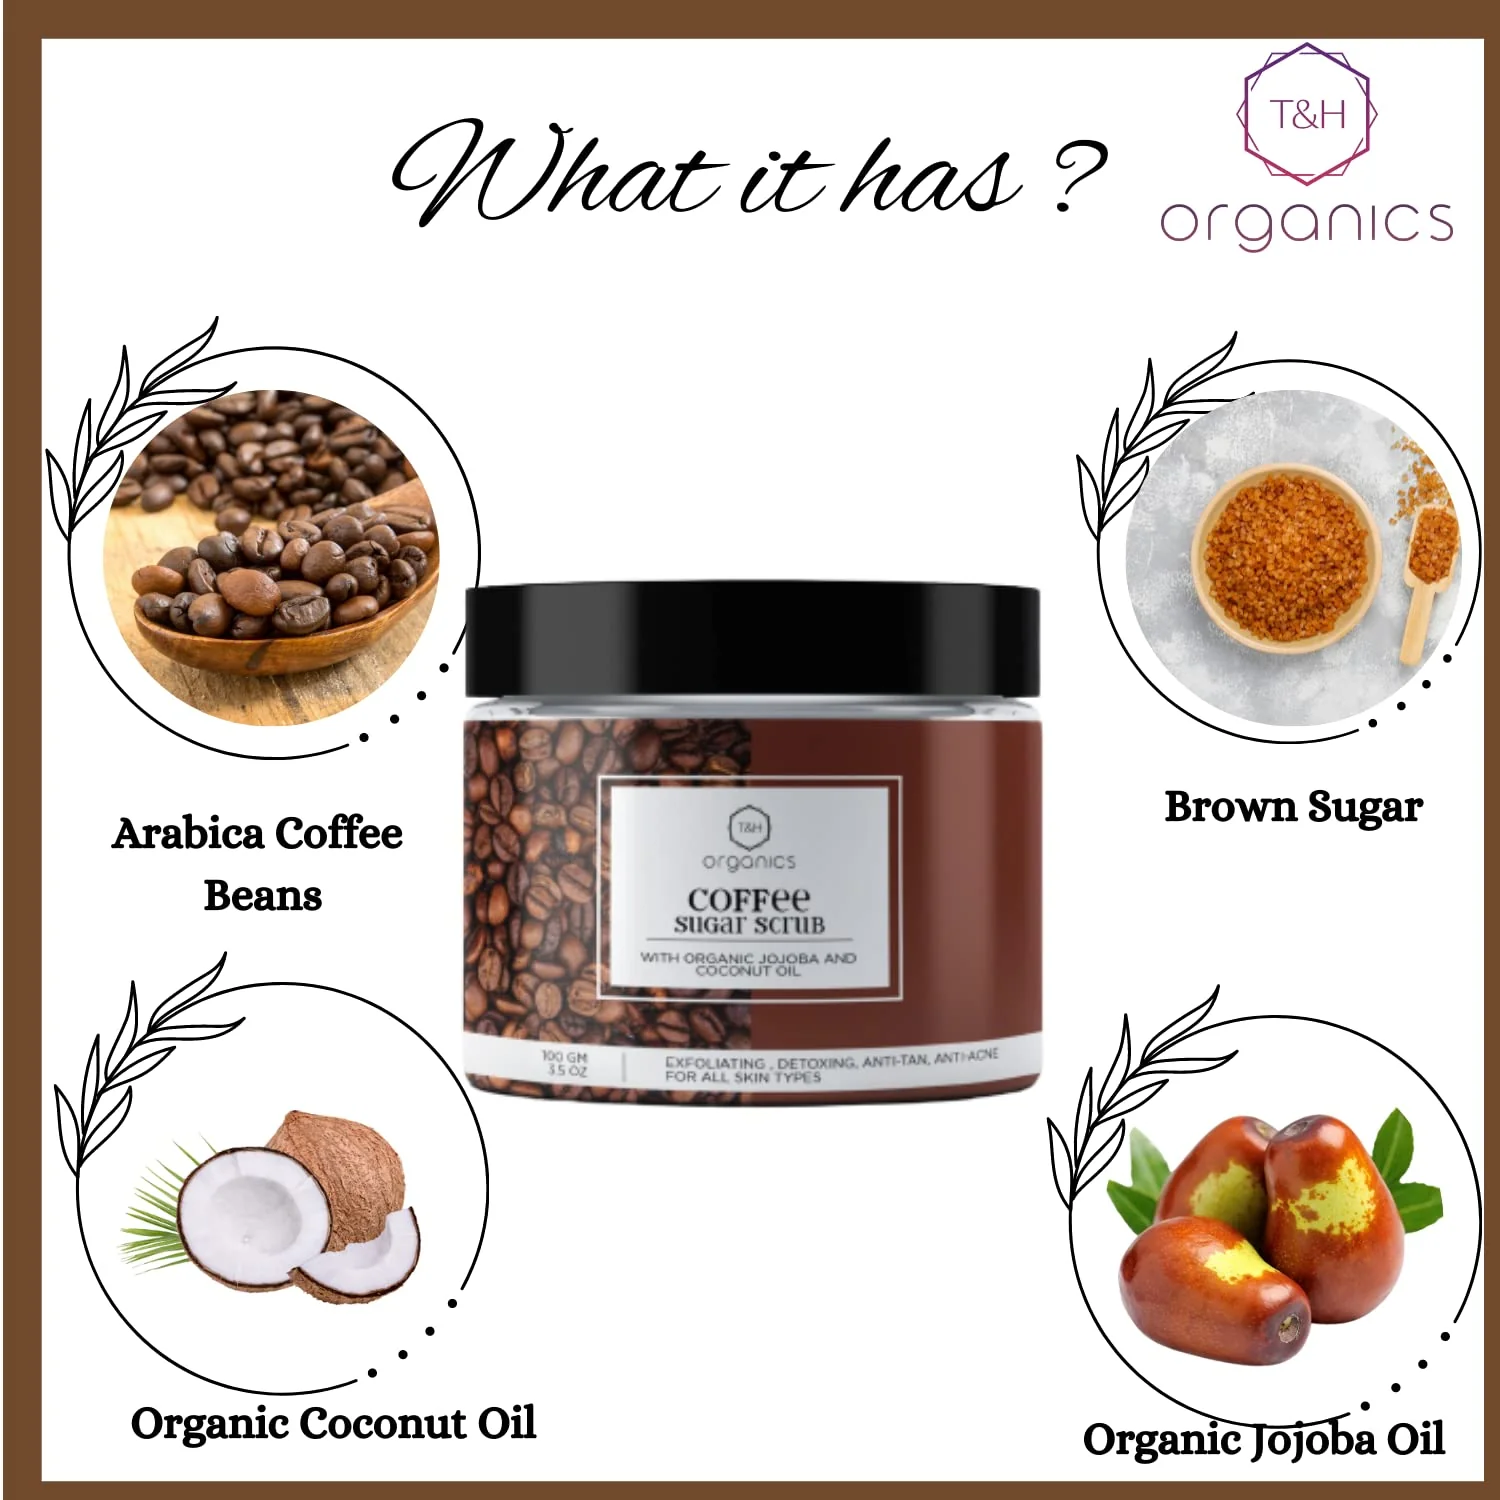 What it has ?
T&H
organics
Arabica Coffee
Beans
Brown Sugar
T&H
organics
COFFee
SUGar SCrUB
WITH ORGANIC JOJOBA AND
COCONUT OIL
100 GM
3.5 OZ
EXFOLIATING , DETOXING, ANTI-TAN, ANTI-ACNE
FOR ALL SKIN TYPES
Organic Coconut Oil
Organic Jojoba Oil